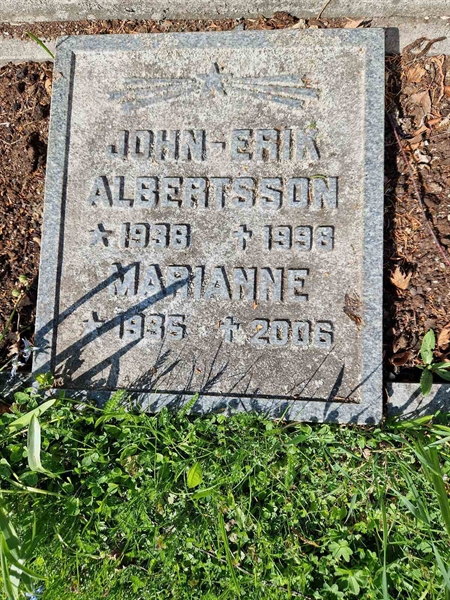 JOHN-ERIK
ALBERTSSON
★ 1938 ✝ 1998
MARIANNE
★ 1935 ✝ 2006